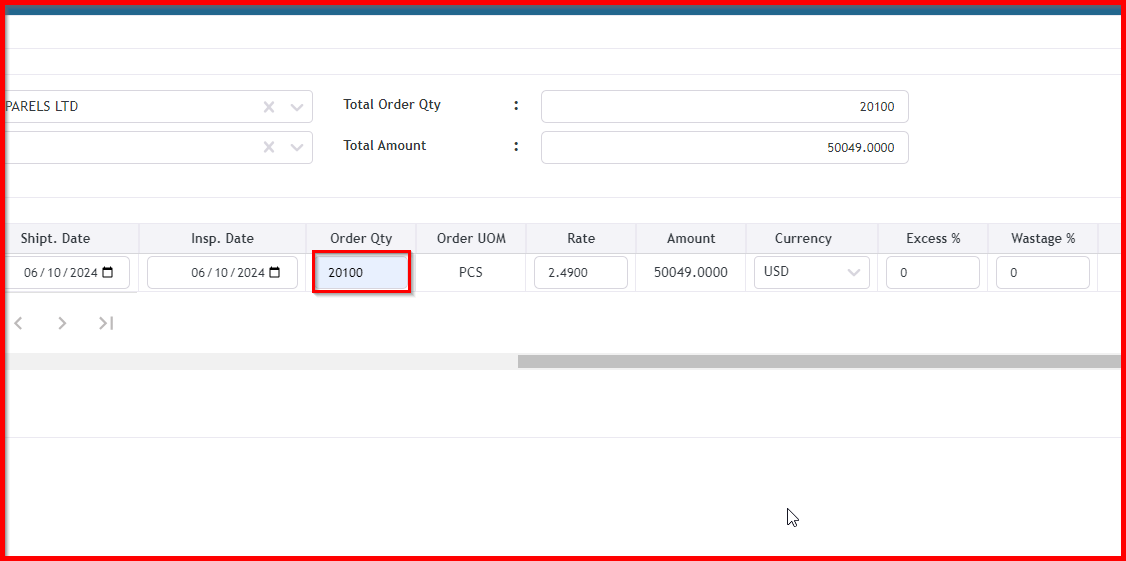 PARELS LTD
Total Order Qty : 20100
Total Amount : 50049.0000
Shipt. Date Insp. Date Order Qty Order UOM Rate Amount Currency Excess % Wastage %
06/10/2024 06/10/2024 20100 PCS 2.4900 50049.0000 USD 0 0